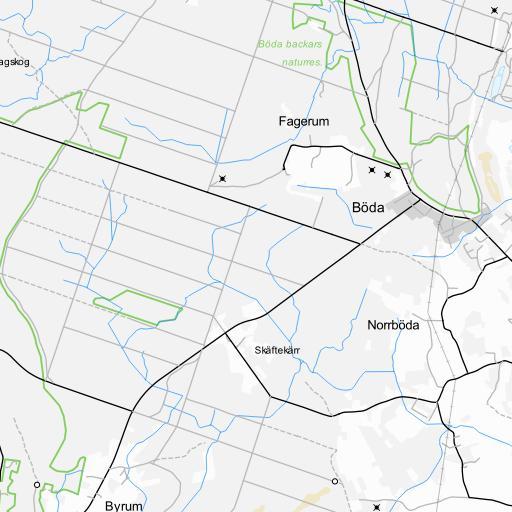 Böda backars
naturres.
agskog
Fagerum
Böda
Norrböda
Skäftekärr
Byrum